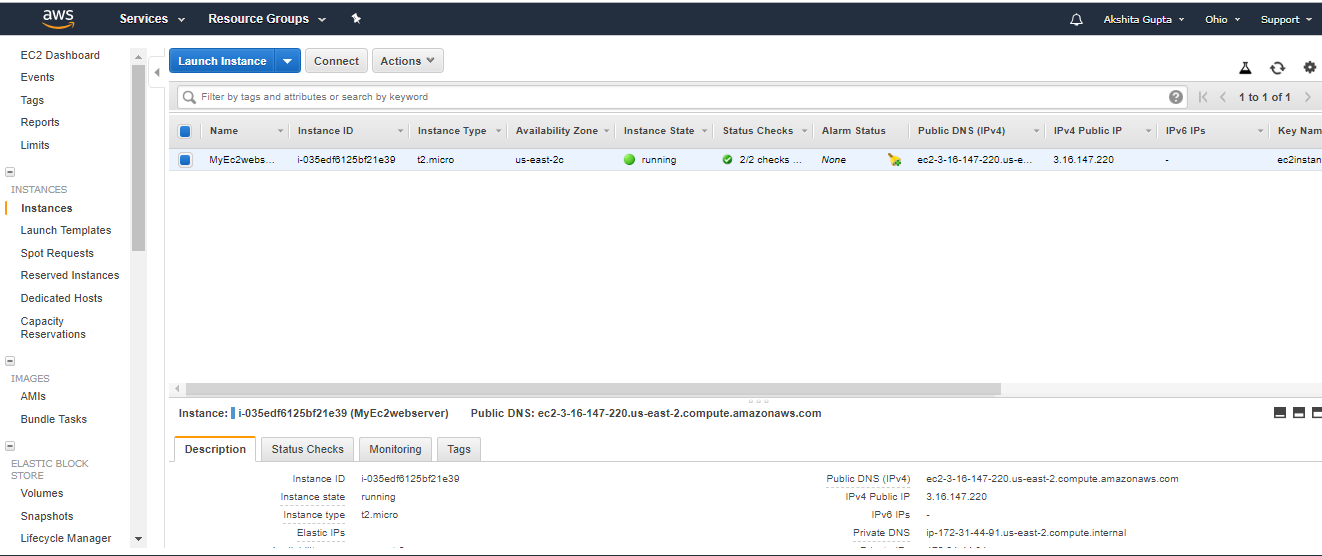 aws Services Resource Groups Akshita Gupta Ohio Support
EC2 Dashboard
Events
Tags
Reports
Limits
INSTANCES
Instances
Launch Templates
Spot Requests
Reserved Instances
Dedicated Hosts
Capacity
Reservations
IMAGES
AMIs
Bundle Tasks
ELASTIC BLOCK
STORE
Volumes
Snapshots
Lifecycle Manager
Launch Instance Connect Actions
Filter by tags and attributes or search by keyword 1 to 1 of 1
Name Instance ID Instance Type Availability Zone Instance State Status Checks Alarm Status Public DNS (IPv4) IPv4 Public IP IPv6 IPs Key Nam
MyEc2webs... i-035edf6125bf21e39 t2.micro us-east-2c running 2/2 checks ... None ec2-3-16-147-220.us-e... 3.16.147.220 - ec2instan
Instance: i-035edf6125bf21e39 (MyEc2webserver) Public DNS: ec2-3-16-147-220.us-east-2.compute.amazonaws.com
Description Status Checks Monitoring Tags
Instance ID i-035edf6125bf21e39 Public DNS (IPv4) ec2-3-16-147-220.us-east-2.compute.amazonaws.com
Instance state running IPv4 Public IP 3.16.147.220
Instance type t2.micro IPv6 IPs -
Elastic IPs Private DNS ip-172-31-44-91.us-east-2.compute.internal